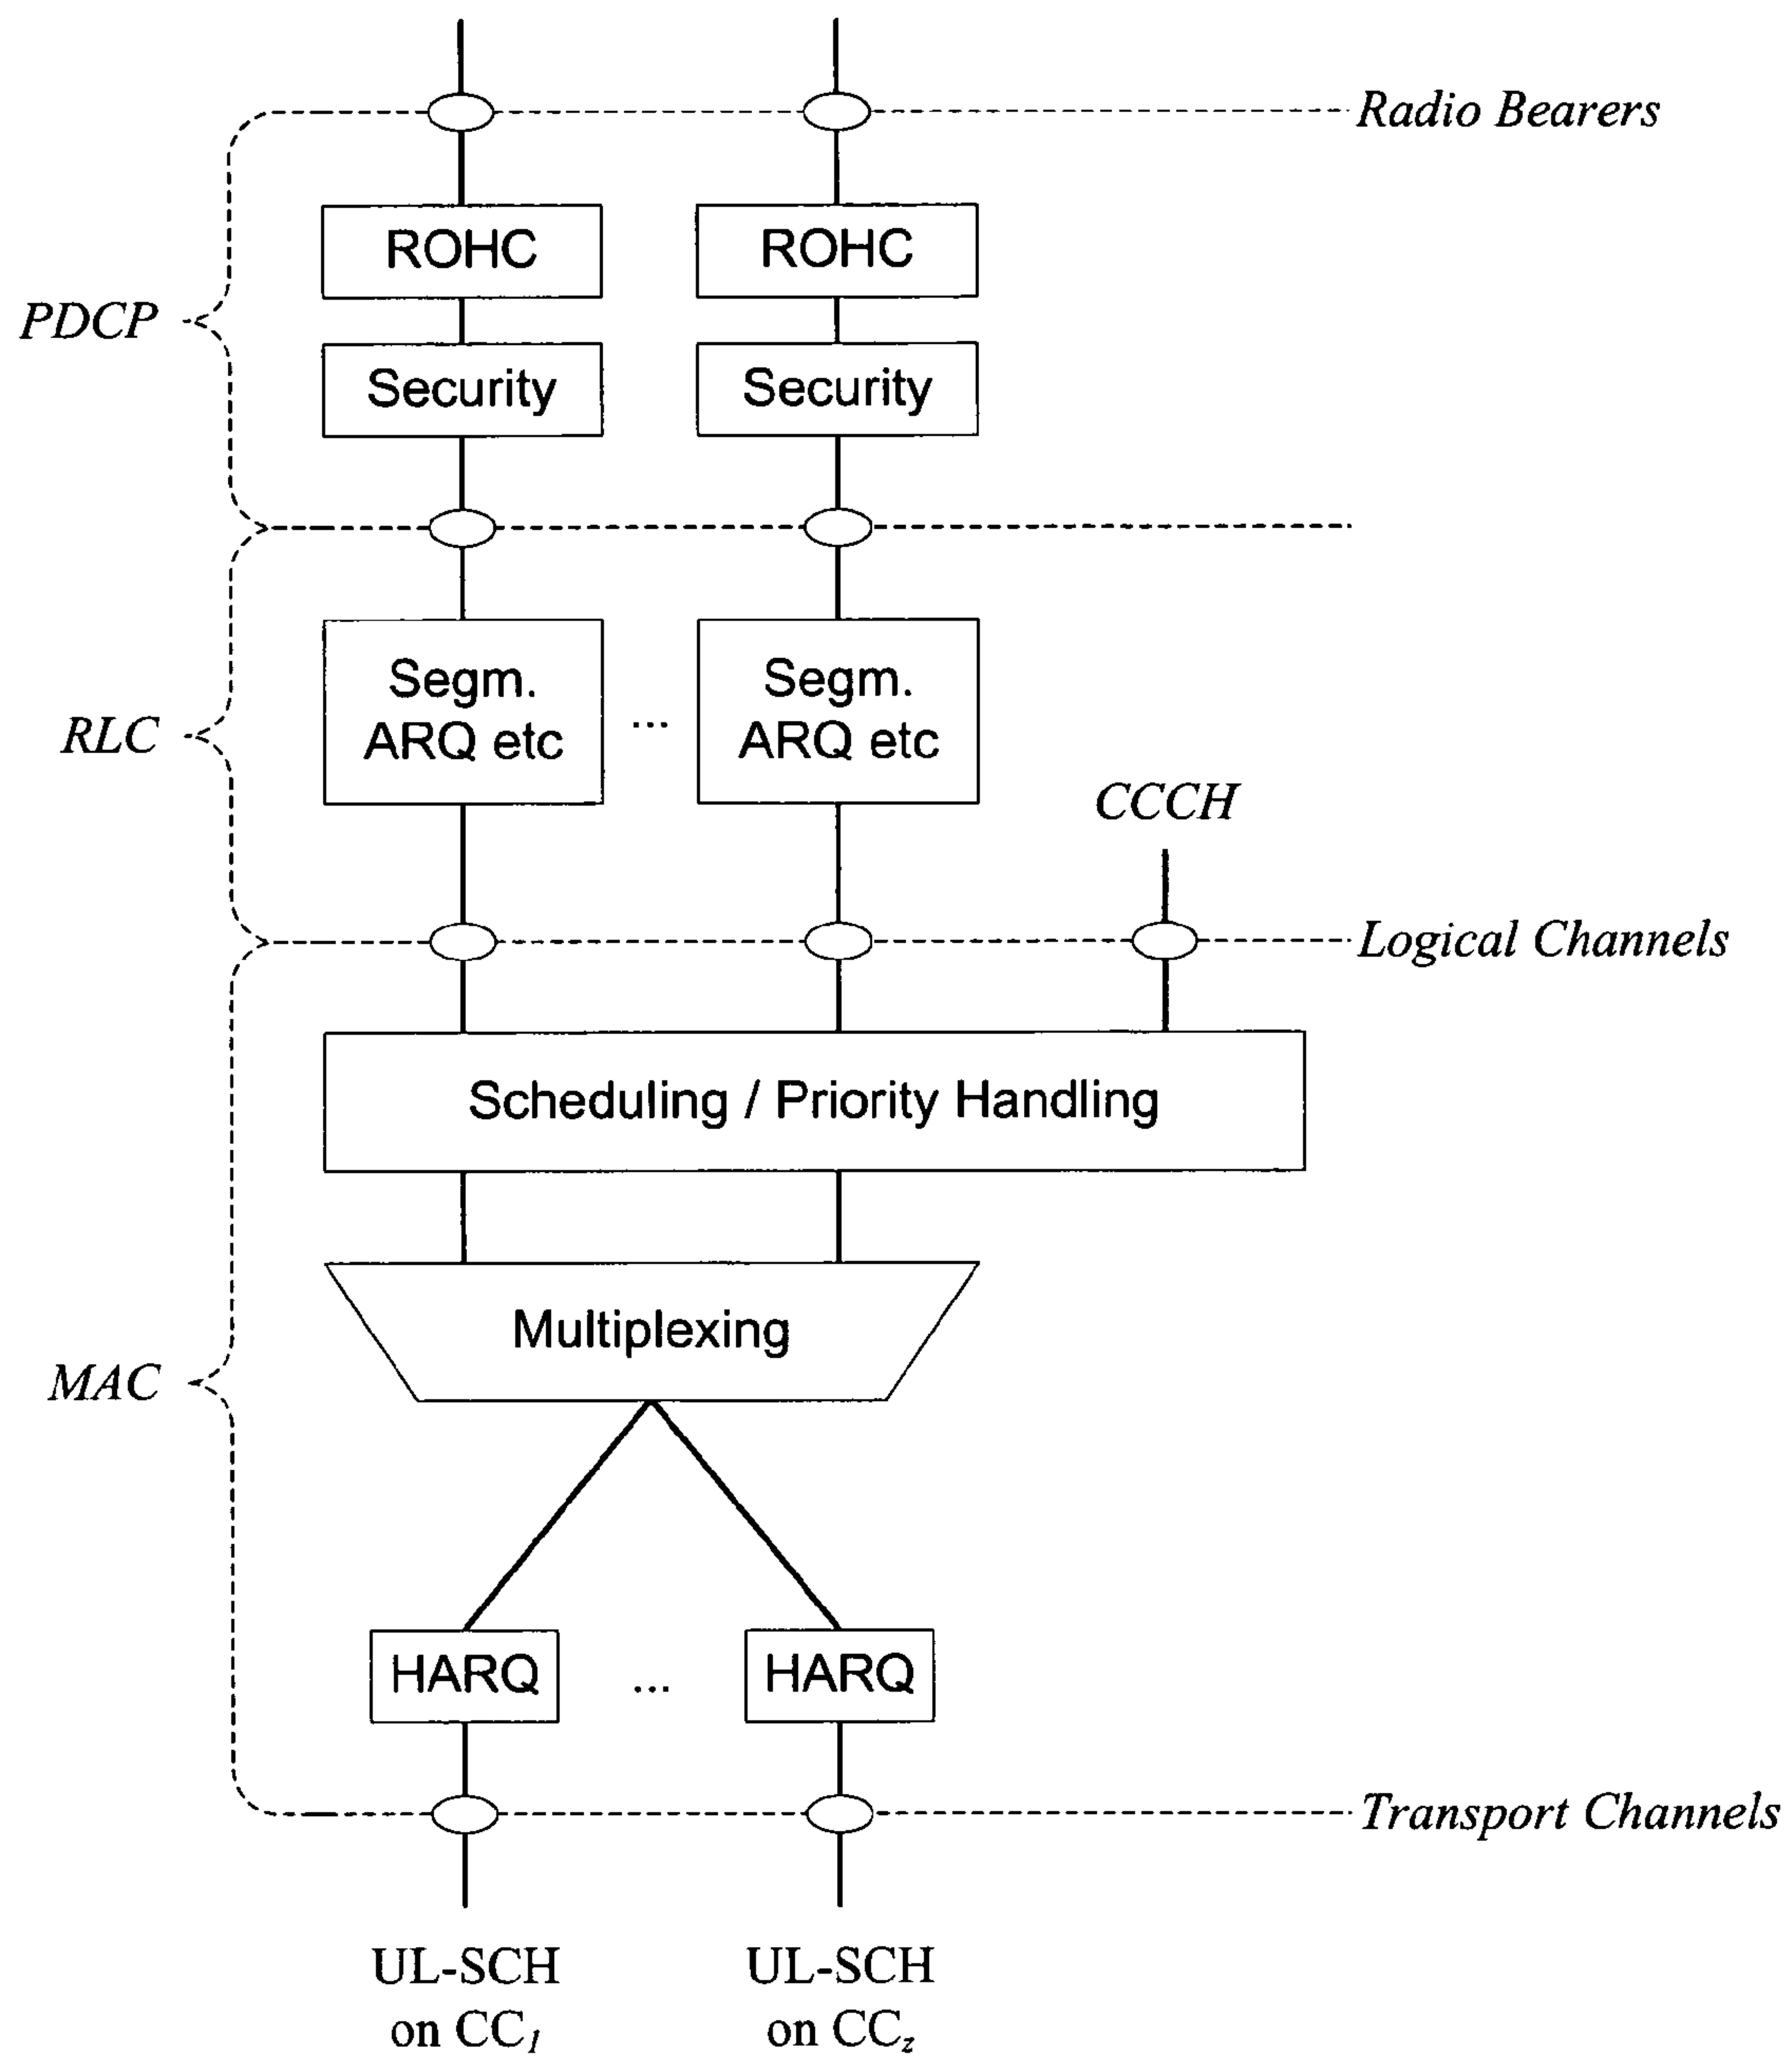 Radio Bearers
ROHC ROHC
PDCP
Security Security
Segm. ARQ etc ... Segm. ARQ etc
RLC
CCCH
Logical Channels
Scheduling / Priority Handling
Multiplexing
MAC
HARQ ... HARQ
Transport Channels
UL-SCH on CC1
UL-SCH on CCz